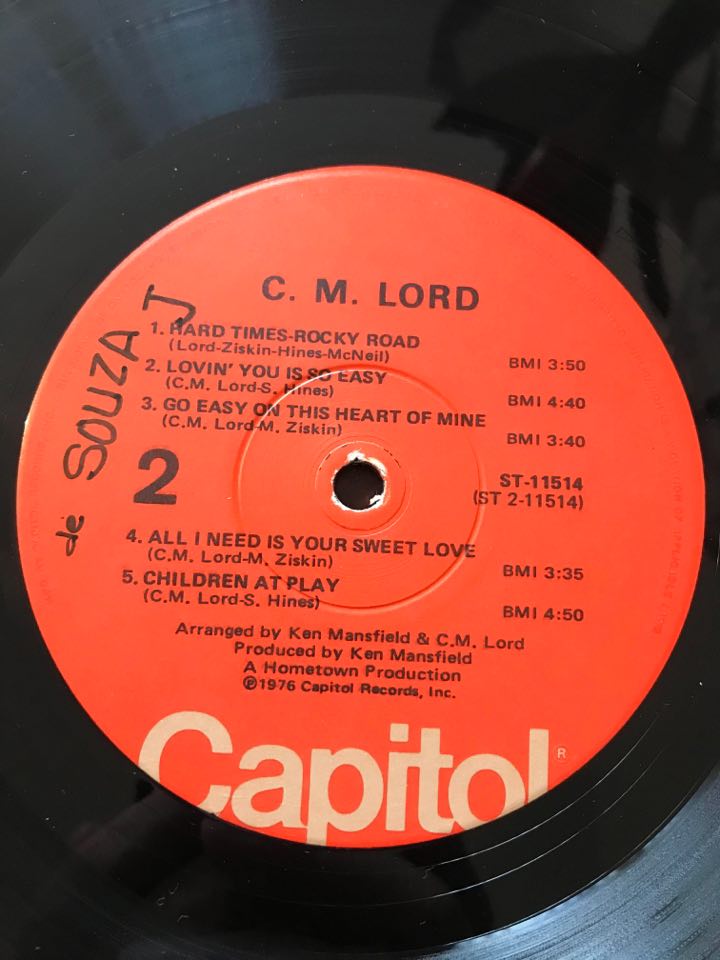 C. M. LORD
1. HARD TIMES-ROCKY ROAD
(Lord-Ziskin-Hines-McNeil) BMI 3:50
2. LOVIN' YOU IS SO EASY
(C.M. Lord-S. Hines) BMI 4:40
3. GO EASY ON THIS HEART OF MINE
(C.M. Lord-M. Ziskin) BMI 3:40
de SOUZA J
2
ST-11514
(ST 2-11514)
4. ALL I NEED IS YOUR SWEET LOVE
(C.M. Lord-M. Ziskin) BMI 3:35
5. CHILDREN AT PLAY
(C.M. Lord-S. Hines) BMI 4:50
Arranged by Ken Mansfield & C.M. Lord
Produced by Ken Mansfield
A Hometown Production
℗1976 Capitol Records, Inc.
Capitol®